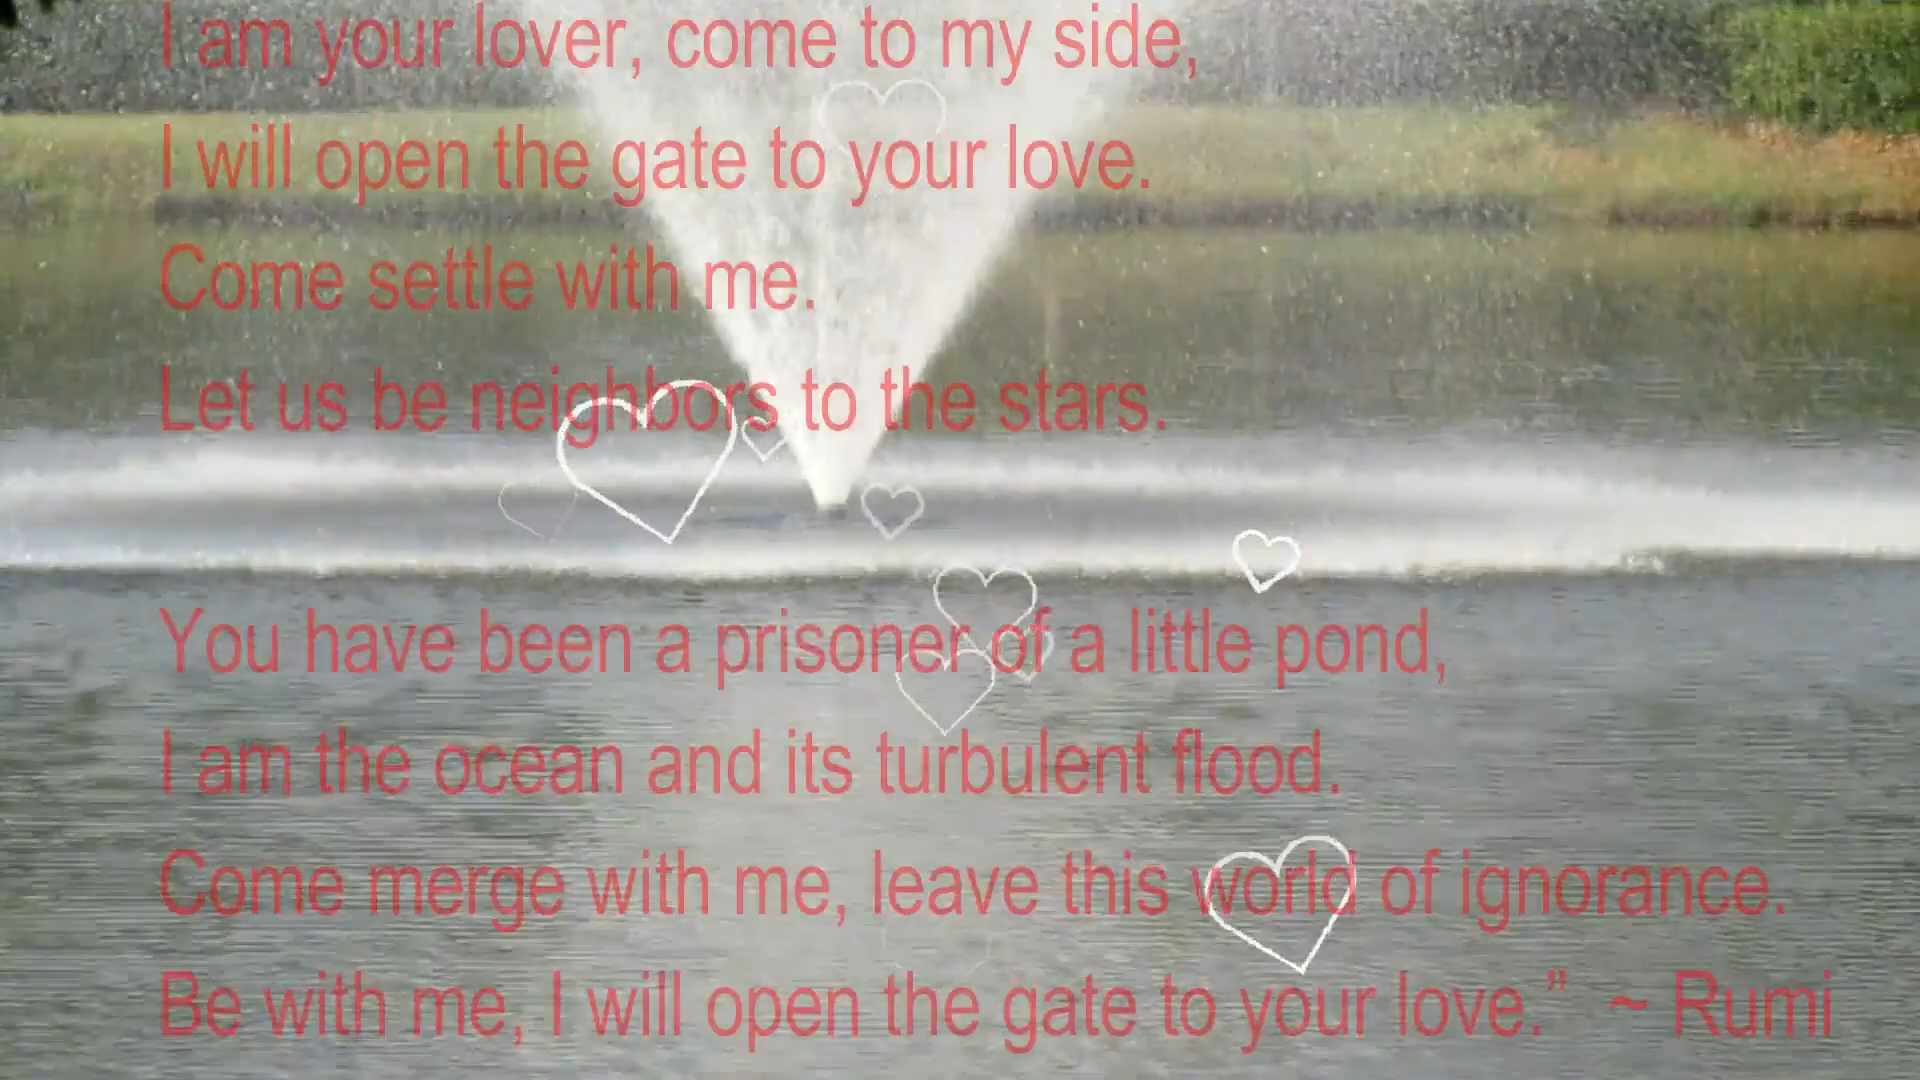 I am your lover, come to my side,
I will open the gate to your love.
Come settle with me.
Let us be neighbors to the stars.
You have been a prisoner of a little pond,
I am the ocean and its turbulent flood.
Come merge with me, leave this world of ignorance.
Be with me, I will open the gate to your love.” ~ Rumi